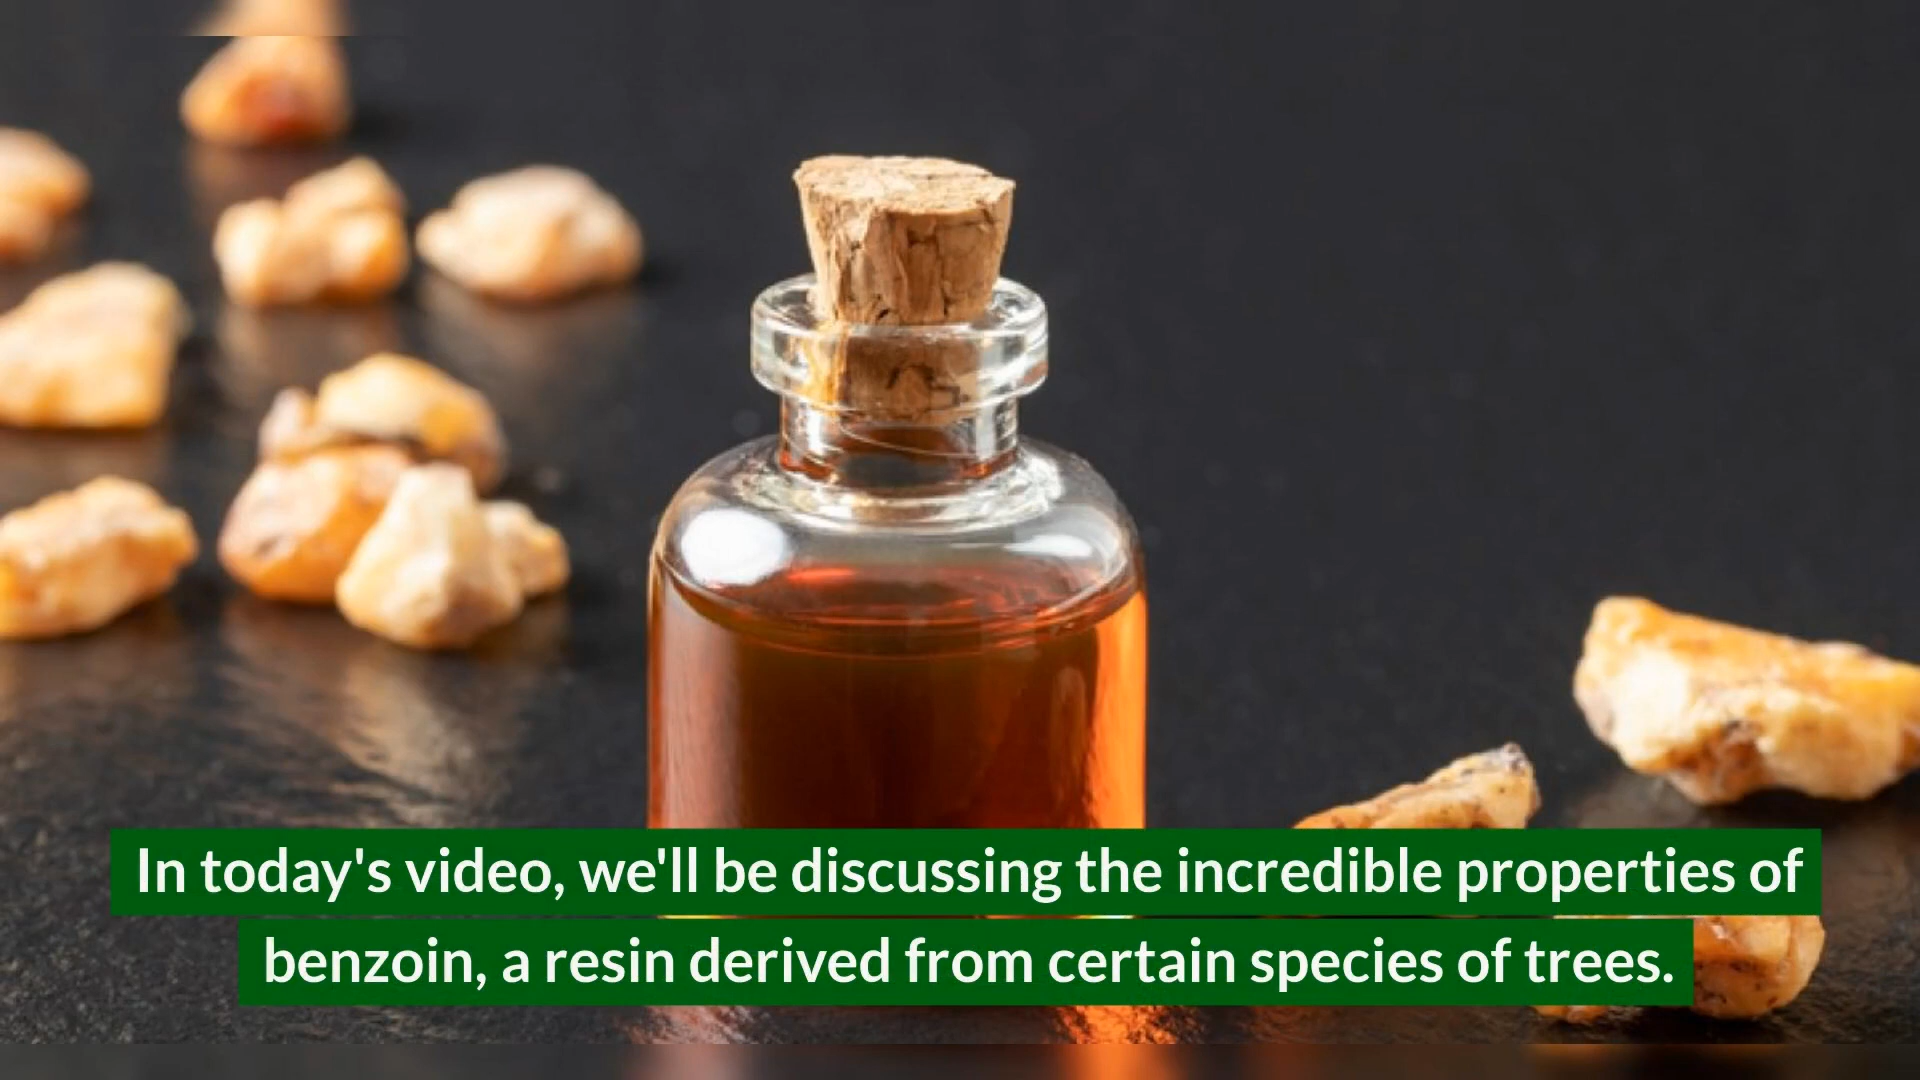 In today's video, we'll be discussing the incredible properties of
benzoin, a resin derived from certain species of trees.